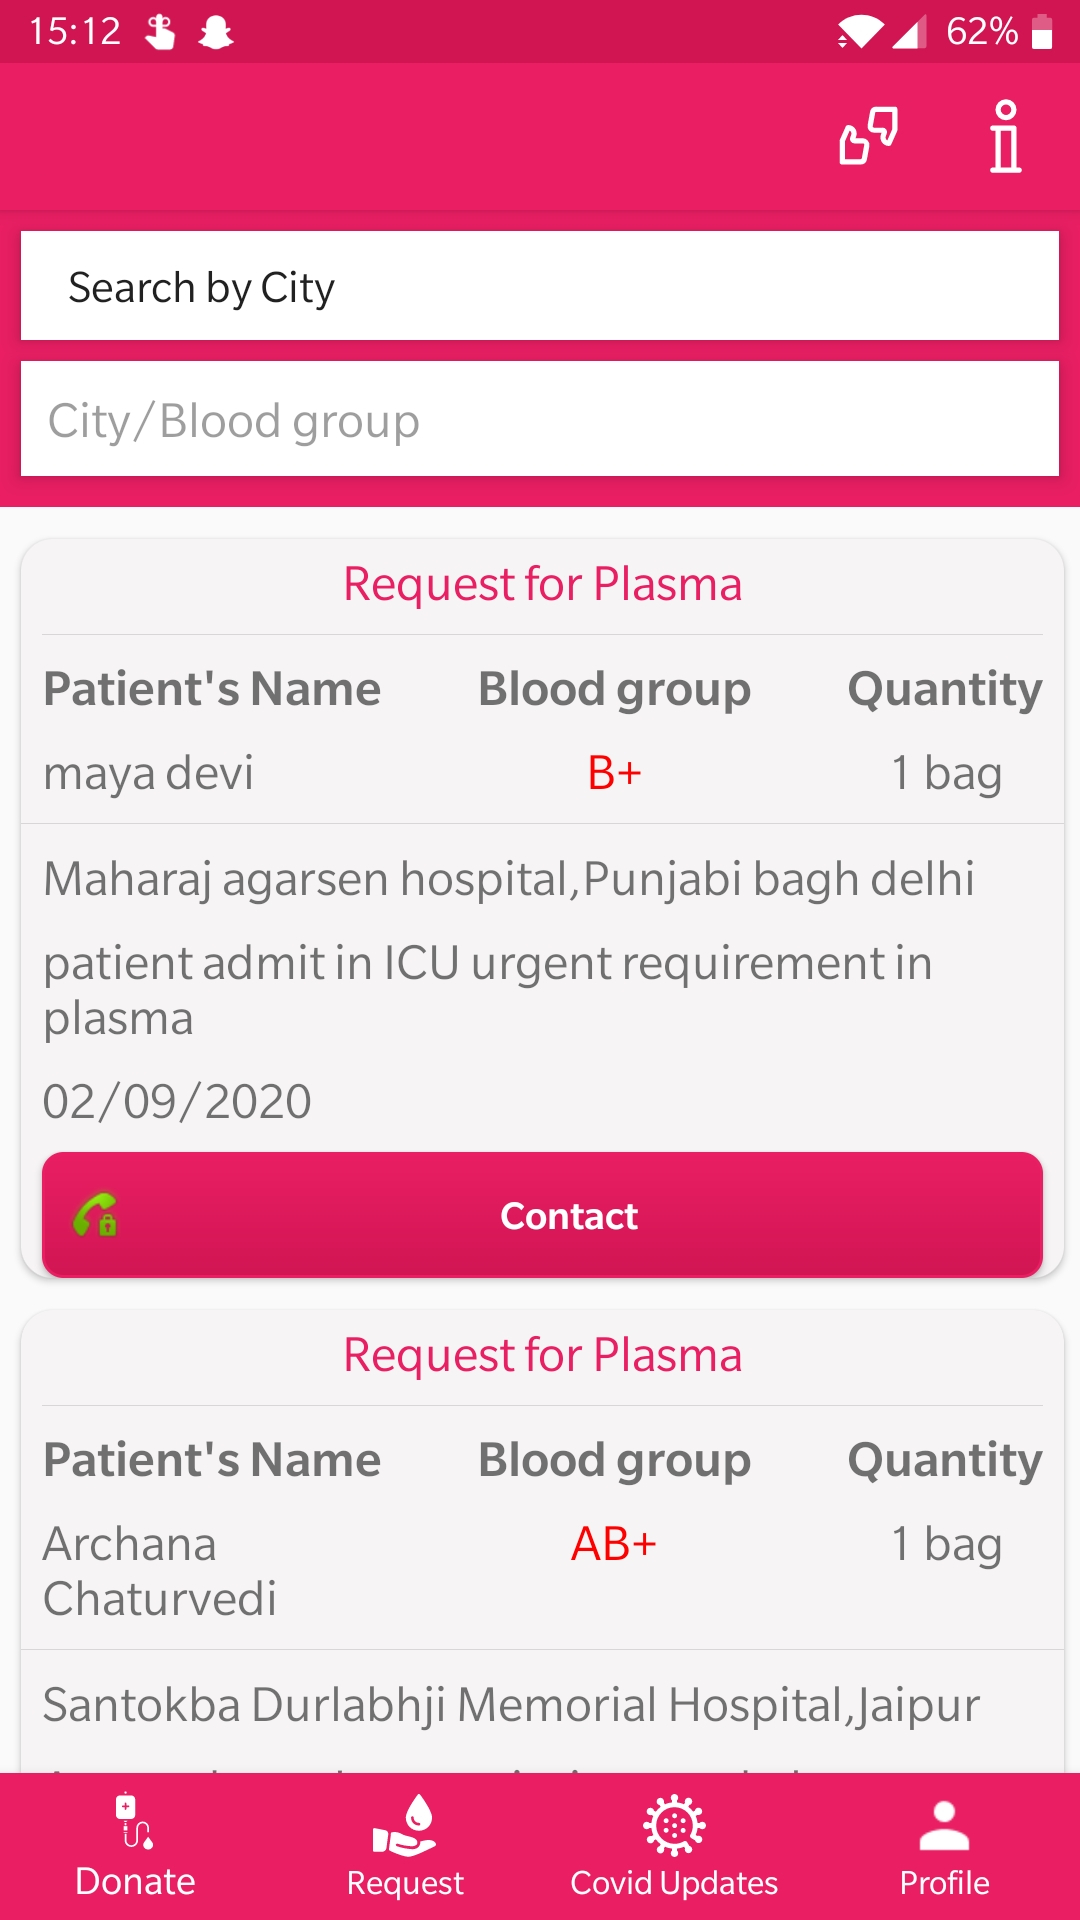 15:12
62%
Search by City
City/Blood group
Request for Plasma
Patient's Name Blood group Quantity
maya devi B+ 1 bag
Maharaj agarsen hospital,Punjabi bagh delhi
patient admit in ICU urgent requirement in
plasma
02/09/2020
Contact
Request for Plasma
Patient's Name Blood group Quantity
Archana AB+ 1 bag
Chaturvedi
Santokba Durlabhji Memorial Hospital,Jaipur
Donate Request Covid Updates Profile